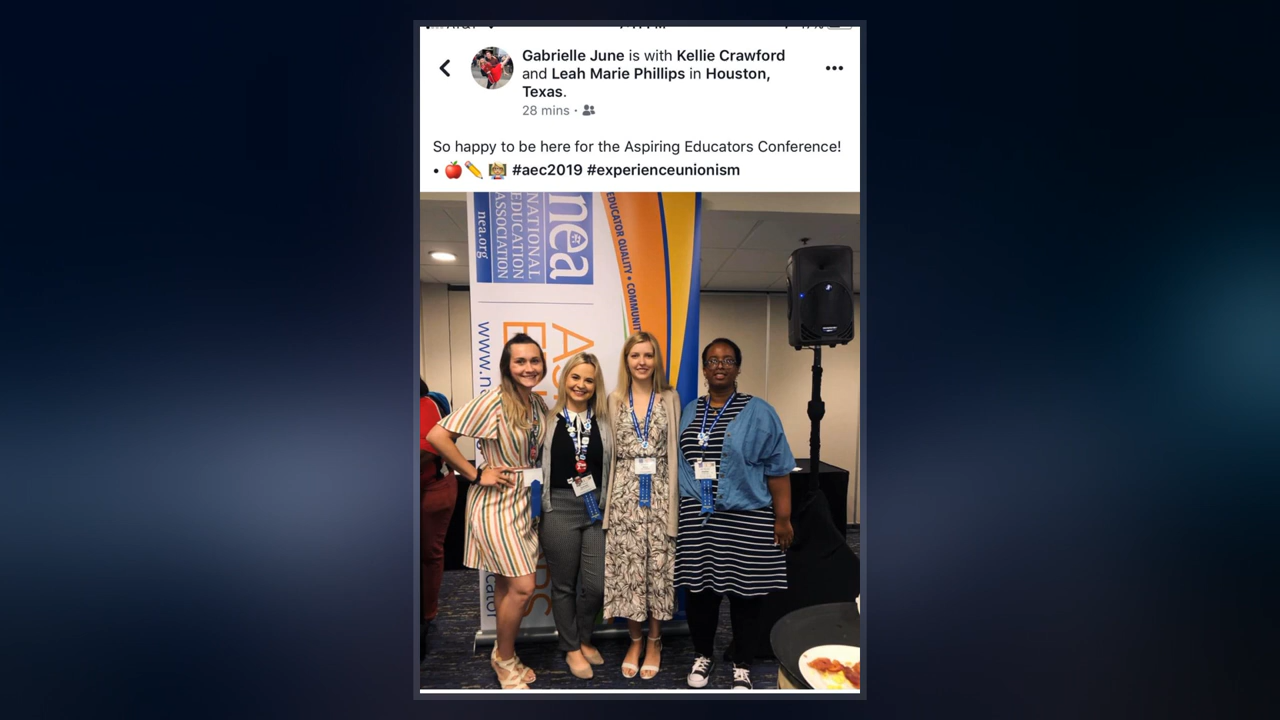 Gabrielle June is with Kellie Crawford
and Leah Marie Phillips in Houston,
Texas.
28 mins ·
So happy to be here for the Aspiring Educators Conference!
• 🍎✏️ 👩🏼‍🏫 #aec2019 #experienceunionism
nea
NATIONAL
EDUCATION
ASSOCIATION
nea.org
EDUCATOR QUALITY •